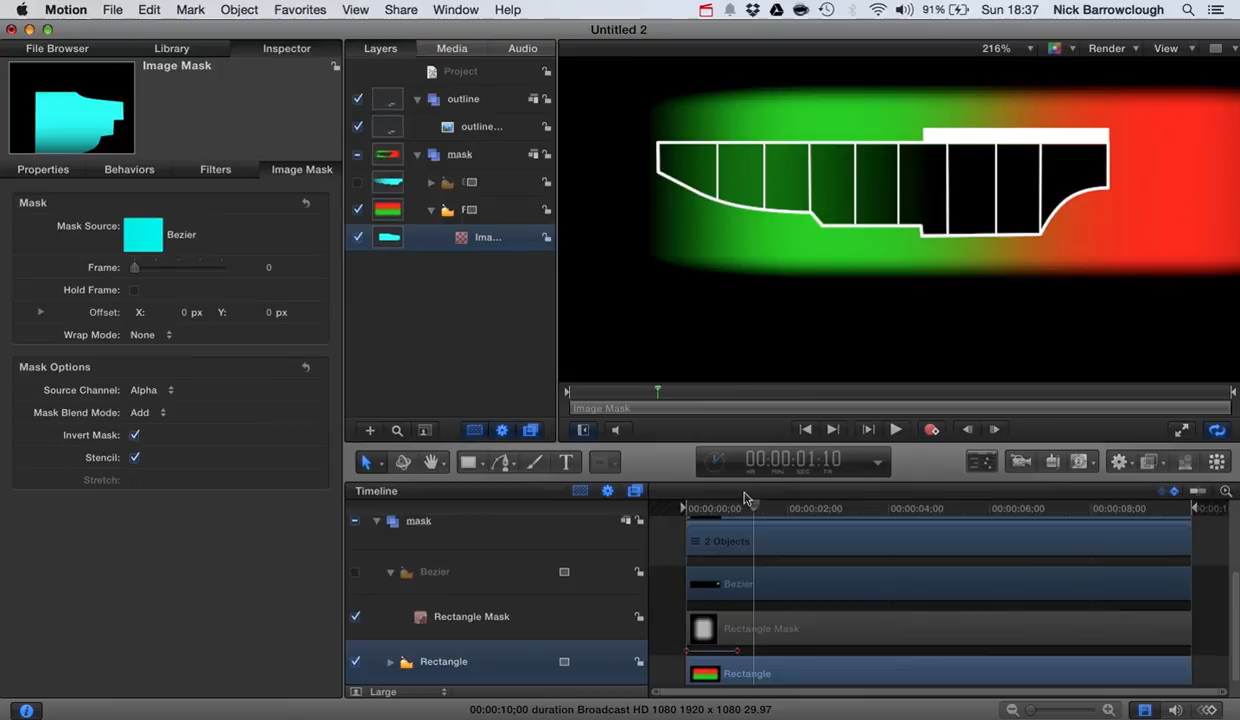 Motion File Edit Mark Object Favorites View Share Window Help 91% Sun 18:37 Nick Barrowclough
Untitled 2
File Browser Library Inspector Layers Media Audio 216% Render View
Image Mask
Project
outline
outline...
mask
Ima...
Properties Behaviors Filters Image Mask
Mask
Mask Source: Bezier
Frame: 0
Hold Frame:
Offset: X: 0 px Y: 0 px
Wrap Mode: None
Mask Options
Source Channel: Alpha
Mask Blend Mode: Add
Invert Mask:
Stencil:
Stretch:
Image Mask
T 00:00:01:10
HR MIN SEC FR
Timeline
00:00:00;00 00:00:02;00 00:00:04;00 00:00:06;00 00:00:08;00
mask
2 Objects
Bezier
Bezier
Rectangle Mask
Rectangle Mask
Rectangle
Rectangle
Large
00:00:10;00 duration Broadcast HD 1080 1920 x 1080 29.97